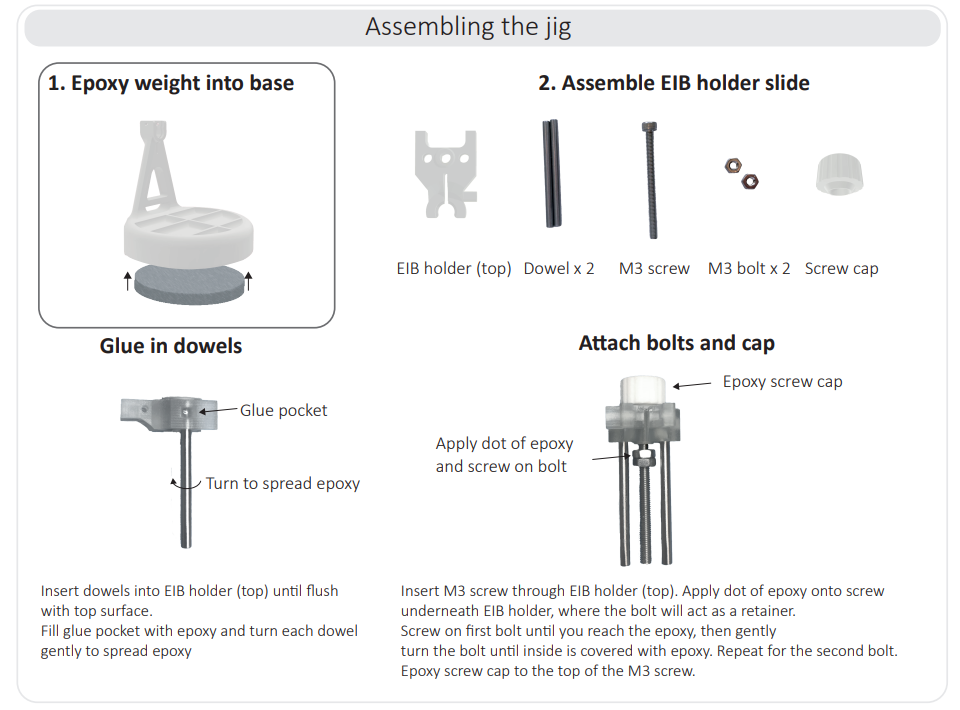 Assembling the jig
1. Epoxy weight into base
2. Assemble EIB holder slide
EIB holder (top)
Dowel x 2
M3 screw
M3 bolt x 2
Screw cap
Glue in dowels
Glue pocket
Turn to spread epoxy
Insert dowels into EIB holder (top) until flush
with top surface.
Fill glue pocket with epoxy and turn each dowel
gently to spread epoxy
Attach bolts and cap
Epoxy screw cap
Apply dot of epoxy
and screw on bolt
Insert M3 screw through EIB holder (top). Apply dot of epoxy onto screw
underneath EIB holder, where the bolt will act as a retainer.
Screw on first bolt until you reach the epoxy, then gently
turn the bolt until inside is covered with epoxy. Repeat for the second bolt.
Epoxy screw cap to the top of the M3 screw.